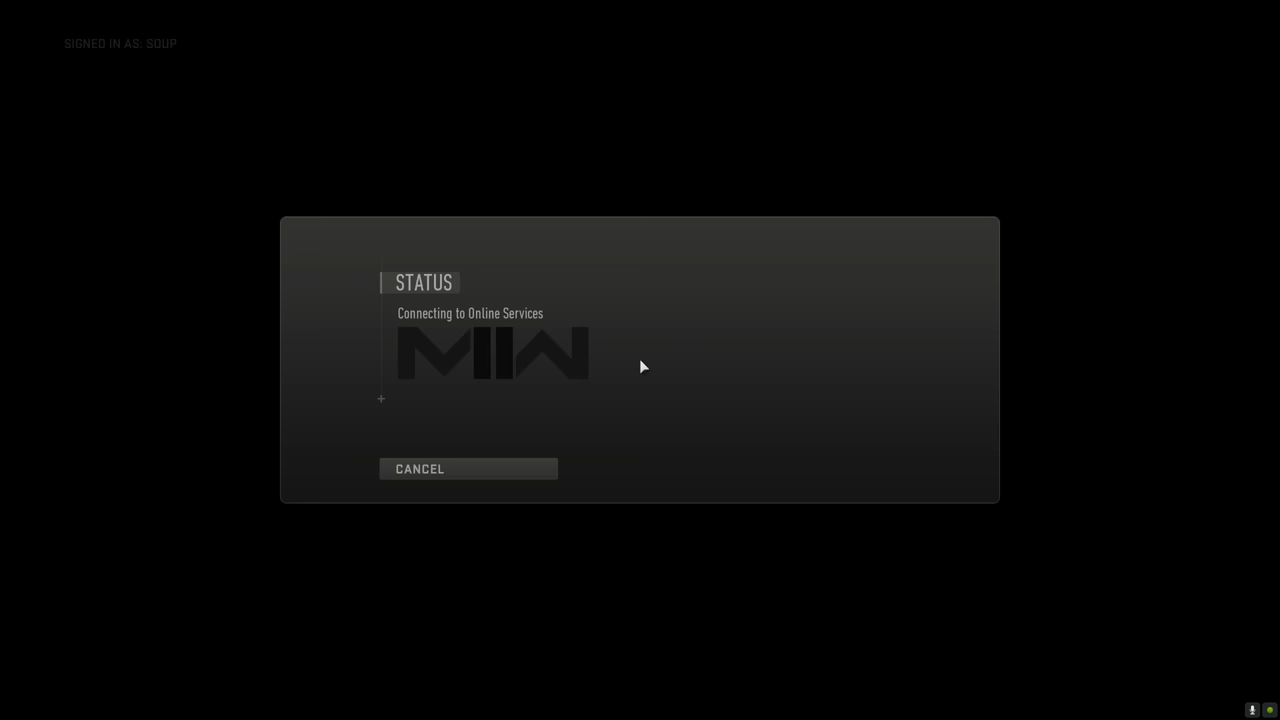 SIGNED IN AS: SOUP
STATUS
Connecting to Online Services
MIIW
CANCEL